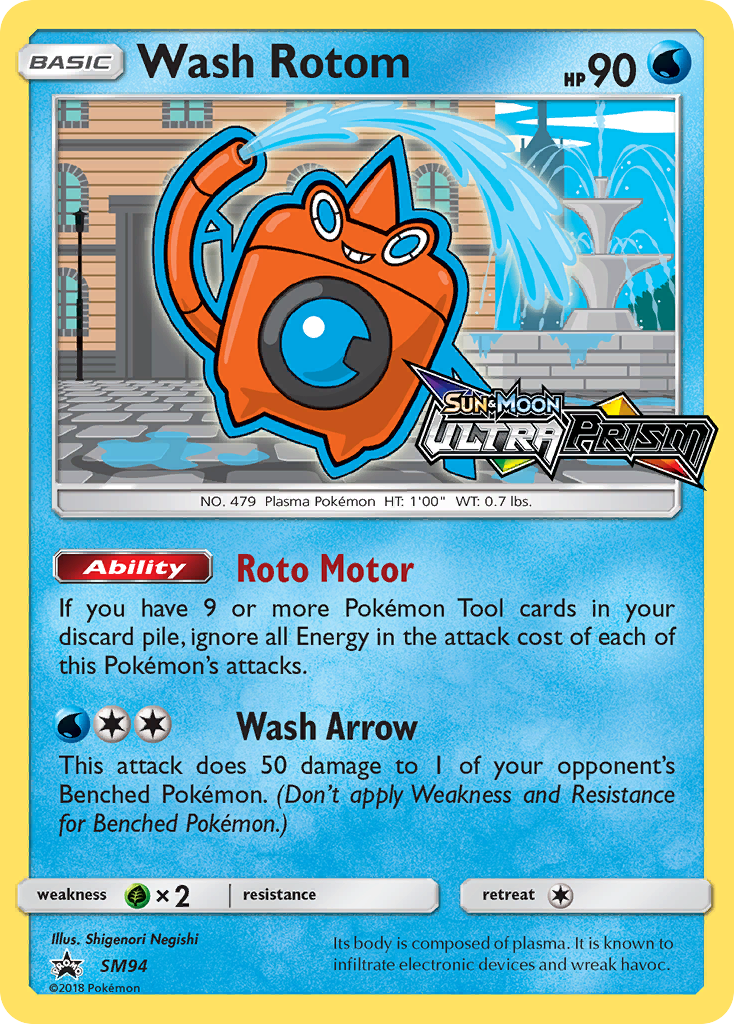 BASIC Wash Rotom HP 90
SUN & MOON
ULTRA PRISM
NO. 479 Plasma Pokémon HT: 1'00" WT: 0.7 lbs.
Ability Roto Motor
If you have 9 or more Pokémon Tool cards in your
discard pile, ignore all Energy in the attack cost of each of
this Pokémon's attacks.
Wash Arrow
This attack does 50 damage to 1 of your opponent's
Benched Pokémon. (Don't apply Weakness and Resistance
for Benched Pokémon.)
weakness ×2 resistance retreat
Illus. Shigenori Negishi
PROMO SM94
©2018 Pokémon
Its body is composed of plasma. It is known to
infiltrate electronic devices and wreak havoc.